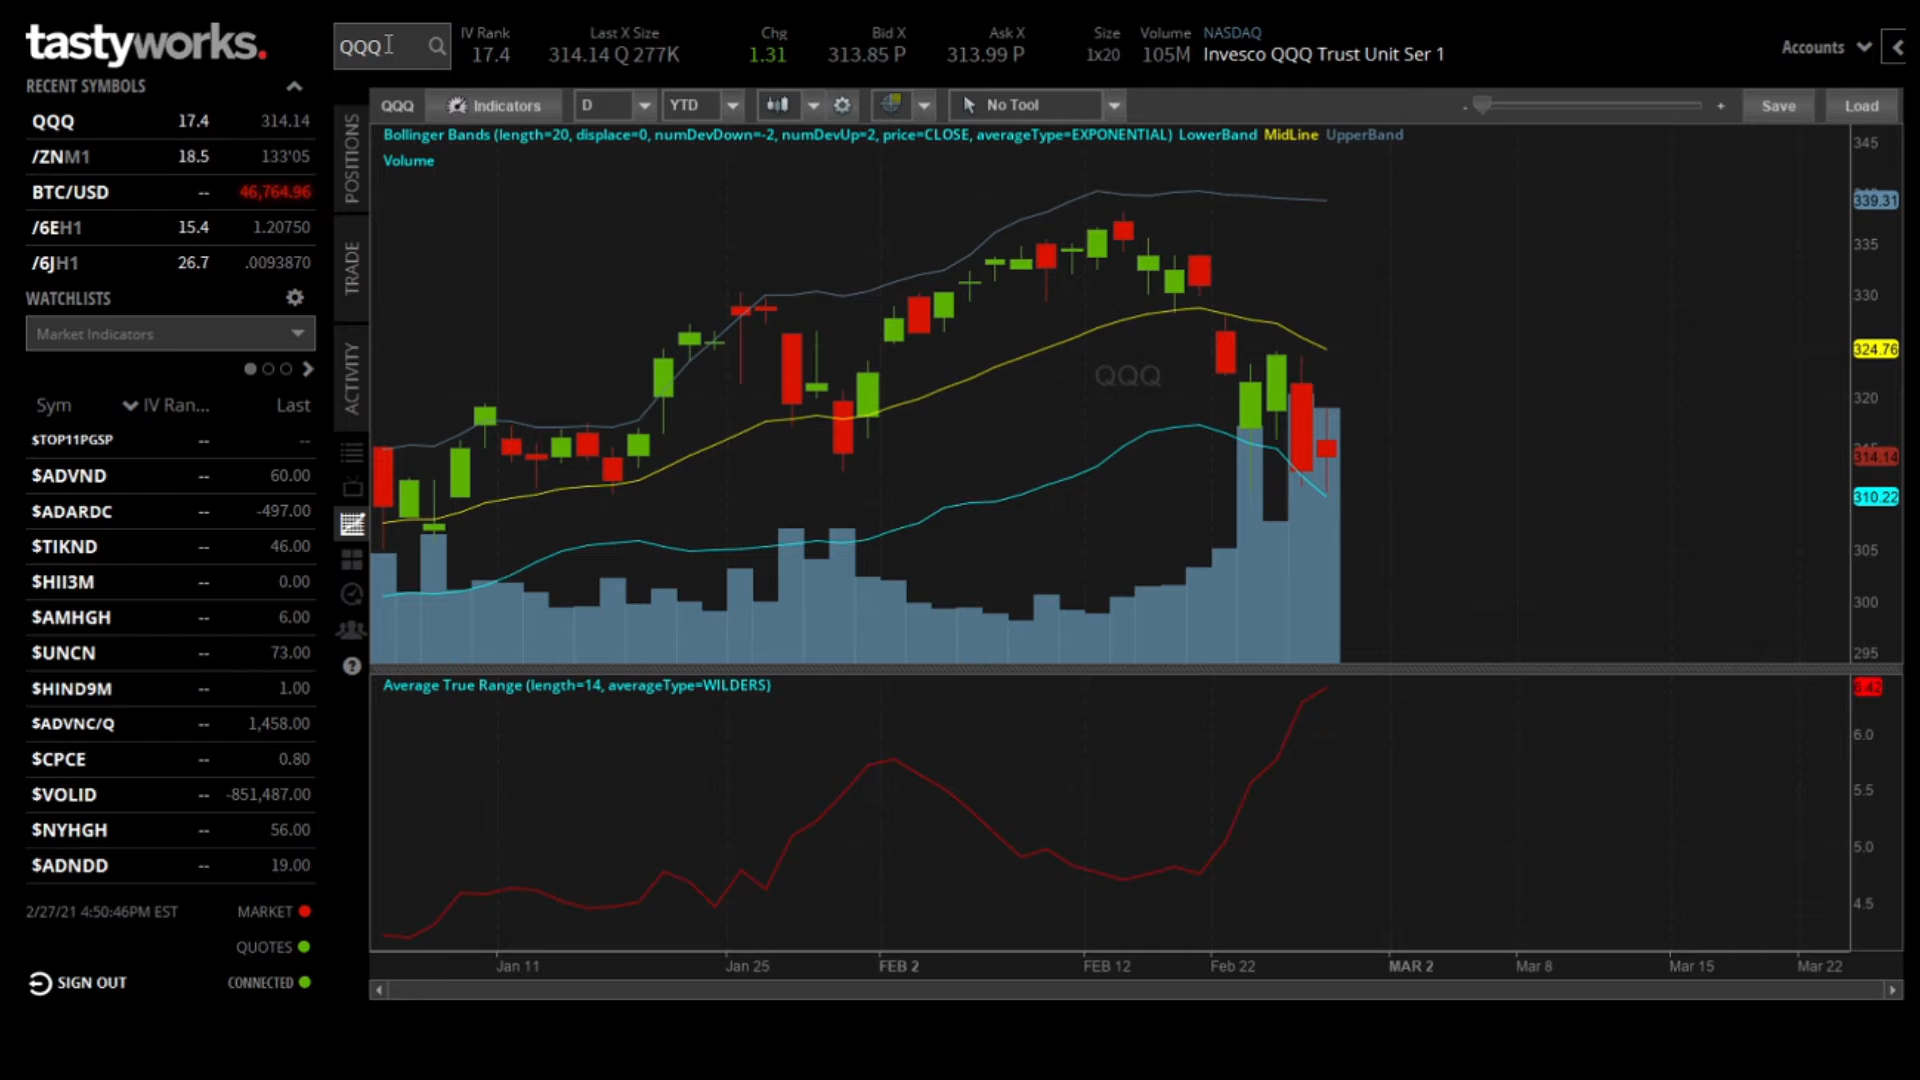 tastyworks.
QQQ
IV Rank
17.4
Last X Size
314.14 Q 277K
Chg
1.31
Bid X
313.85 P
Ask X
313.99 P
Size
1x20
Volume
105M
NASDAQ
Invesco QQQ Trust Unit Ser 1
Accounts
RECENT SYMBOLS
QQQ 17.4 314.14
/ZNM1 18.5 133'05
BTC/USD -- 46,764.96
/6EH1 15.4 1.20750
/6JH1 26.7 .0093870
WATCHLISTS
Market Indicators
Sym IV Ran... Last
$TOP11PGSP -- --
$ADVND -- 60.00
$ADARDC -- -497.00
$TIKND -- 46.00
$HII3M -- 0.00
$AMHGH -- 6.00
$UNCN -- 73.00
$HIND9M -- 1.00
$ADVNC/Q -- 1,458.00
$CPCE -- 0.80
$VOLID -- -851,487.00
$NYHGH -- 56.00
$ADNDD -- 19.00
2/27/21 4:50:46PM EST MARKET
QUOTES
SIGN OUT CONNECTED
POSITIONS
TRADE
ACTIVITY
?
QQQ Indicators D YTD No Tool - + Save Load
Bollinger Bands (length=20, displace=0, numDevDown=-2, numDevUp=2, price=CLOSE, averageType=EXPONENTIAL) LowerBand MidLine UpperBand
Volume
QQQ
345
339.31
335
330
324.76
320
314.14
310.22
305
300
295
Average True Range (length=14, averageType=WILDERS)
6.42
6.0
5.5
5.0
4.5
Jan 11 Jan 25 FEB 2 FEB 12 Feb 22 MAR 2 Mar 8 Mar 15 Mar 22